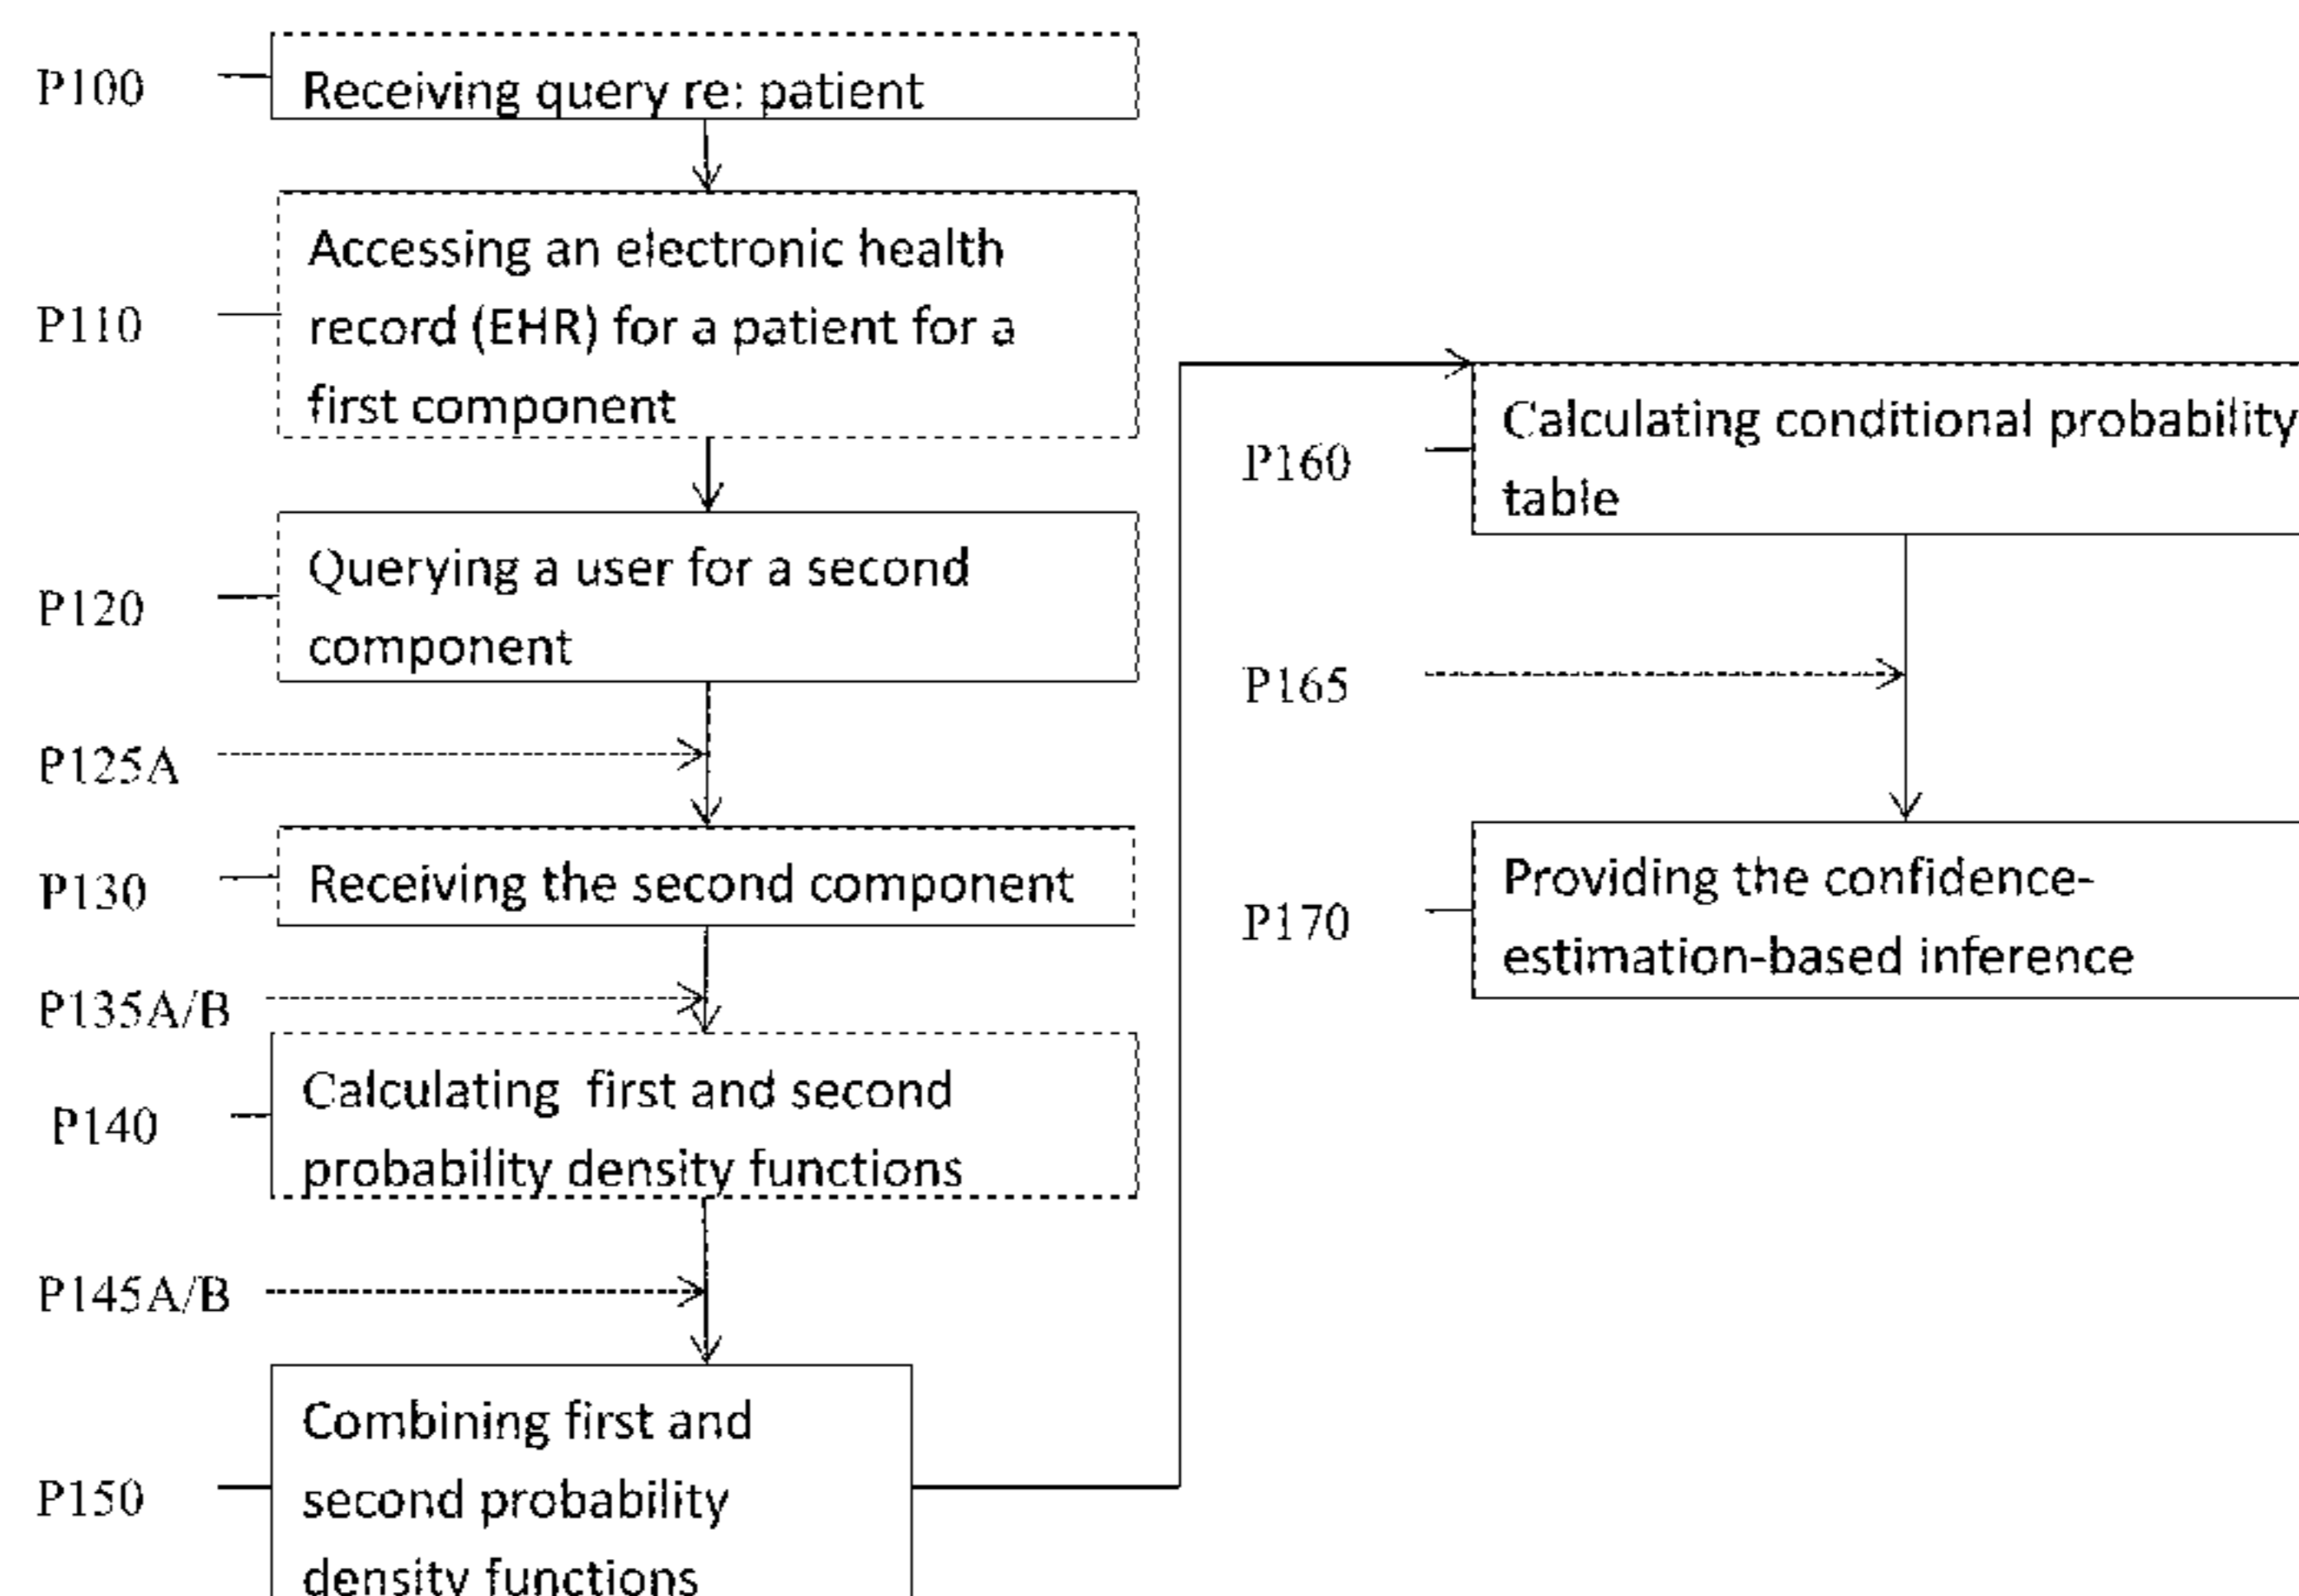 P100
Receiving query re: patient
P110
Accessing an electronic health
record (EHR) for a patient for a
first component
P120
Querying a user for a second
component
P125A
P130
Receiving the second component
P135A/B
P140
Calculating first and second
probability density functions
P145A/B
P150
Combining first and
second probability
density functions
P160
Calculating conditional probability
table
P165
P170
Providing the confidence-
estimation-based inference